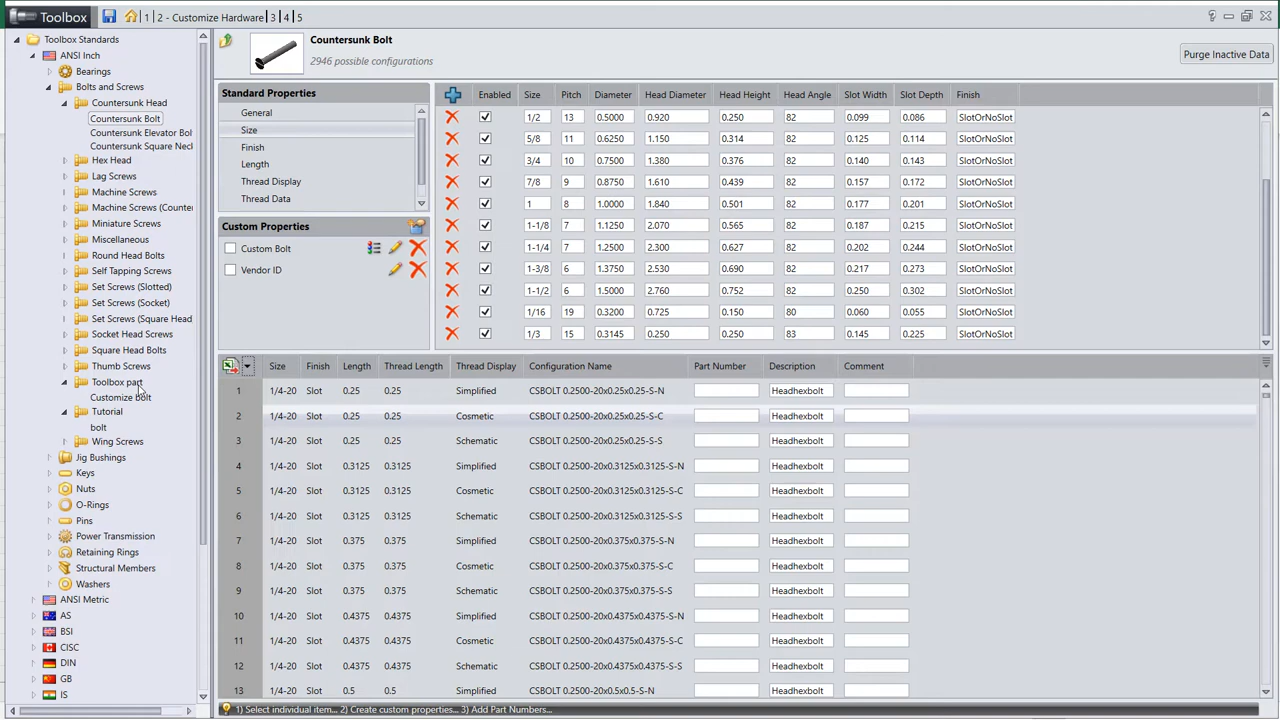 Toolbox 1 2 - Customize Hardware 3 4 5
Toolbox Standards
ANSI Inch
Bearings
Bolts and Screws
Countersunk Head
Countersunk Bolt
Countersunk Elevator Bol
Countersunk Square Neck
Hex Head
Lag Screws
Machine Screws
Machine Screws (Counter
Miniature Screws
Miscellaneous
Round Head Bolts
Self Tapping Screws
Set Screws (Slotted)
Set Screws (Socket)
Set Screws (Square Head
Socket Head Screws
Square Head Bolts
Thumb Screws
Toolbox part
Customize Bolt
Tutorial
bolt
Wing Screws
Jig Bushings
Keys
Nuts
O-Rings
Pins
Power Transmission
Retaining Rings
Structural Members
Washers
ANSI Metric
AS
BSI
CISC
DIN
GB
IS
Countersunk Bolt
2946 possible configurations
Purge Inactive Data
Standard Properties
General
Size
Finish
Length
Thread Display
Thread Data
Custom Properties
Custom Bolt
Vendor ID
Enabled Size Pitch Diameter Head Diameter Head Height Head Angle Slot Width Slot Depth Finish
1/2 13 0.5000 0.920 0.250 82 0.099 0.086 SlotOrNoSlot
5/8 11 0.6250 1.150 0.314 82 0.125 0.114 SlotOrNoSlot
3/4 10 0.7500 1.380 0.376 82 0.140 0.143 SlotOrNoSlot
7/8 9 0.8750 1.610 0.439 82 0.157 0.172 SlotOrNoSlot
1 8 1.0000 1.840 0.501 82 0.177 0.201 SlotOrNoSlot
1-1/8 7 1.1250 2.070 0.565 82 0.187 0.215 SlotOrNoSlot
1-1/4 7 1.2500 2.300 0.627 82 0.202 0.244 SlotOrNoSlot
1-3/8 6 1.3750 2.530 0.690 82 0.217 0.273 SlotOrNoSlot
1-1/2 6 1.5000 2.760 0.752 82 0.250 0.302 SlotOrNoSlot
1/16 19 0.3200 0.725 0.150 80 0.060 0.055 SlotOrNoSlot
1/3 15 0.3145 0.250 0.250 83 0.145 0.225 SlotOrNoSlot
Size Finish Length Thread Length Thread Display Configuration Name Part Number Description Comment
1 1/4-20 Slot 0.25 0.25 Simplified CSBOLT 0.2500-20x0.25x0.25-S-N Headhexbolt
2 1/4-20 Slot 0.25 0.25 Cosmetic CSBOLT 0.2500-20x0.25x0.25-S-C Headhexbolt
3 1/4-20 Slot 0.25 0.25 Schematic CSBOLT 0.2500-20x0.25x0.25-S-S Headhexbolt
4 1/4-20 Slot 0.3125 0.3125 Simplified CSBOLT 0.2500-20x0.3125x0.3125-S-N Headhexbolt
5 1/4-20 Slot 0.3125 0.3125 Cosmetic CSBOLT 0.2500-20x0.3125x0.3125-S-C Headhexbolt
6 1/4-20 Slot 0.3125 0.3125 Schematic CSBOLT 0.2500-20x0.3125x0.3125-S-S Headhexbolt
7 1/4-20 Slot 0.375 0.375 Simplified CSBOLT 0.2500-20x0.375x0.375-S-N Headhexbolt
8 1/4-20 Slot 0.375 0.375 Cosmetic CSBOLT 0.2500-20x0.375x0.375-S-C Headhexbolt
9 1/4-20 Slot 0.375 0.375 Schematic CSBOLT 0.2500-20x0.375x0.375-S-S Headhexbolt
10 1/4-20 Slot 0.4375 0.4375 Simplified CSBOLT 0.2500-20x0.4375x0.4375-S-N Headhexbolt
11 1/4-20 Slot 0.4375 0.4375 Cosmetic CSBOLT 0.2500-20x0.4375x0.4375-S-C Headhexbolt
12 1/4-20 Slot 0.4375 0.4375 Schematic CSBOLT 0.2500-20x0.4375x0.4375-S-S Headhexbolt
13 1/4-20 Slot 0.5 0.5 Simplified CSBOLT 0.2500-20x0.5x0.5-S-N Headhexbolt
1) Select individual item... 2) Create custom properties... 3) Add Part Numbers...